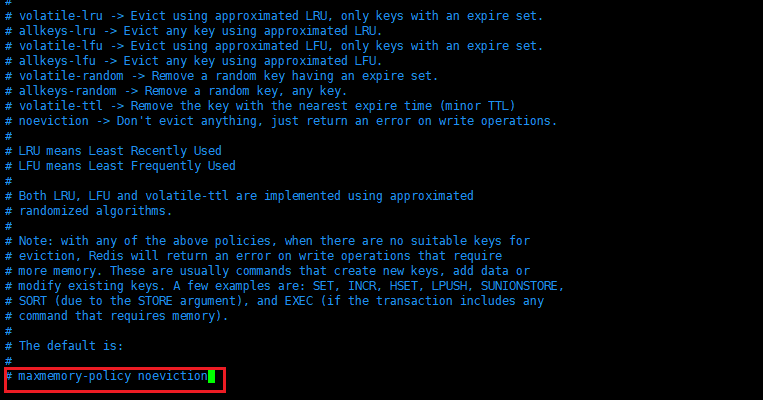 #
# volatile-lru -> Evict using approximated LRU, only keys with an expire set.
# allkeys-lru -> Evict any key using approximated LRU.
# volatile-lfu -> Evict using approximated LFU, only keys with an expire set.
# allkeys-lfu -> Evict any key using approximated LFU.
# volatile-random -> Remove a random key having an expire set.
# allkeys-random -> Remove a random key, any key.
# volatile-ttl -> Remove the key with the nearest expire time (minor TTL)
# noeviction -> Don't evict anything, just return an error on write operations.
#
# LRU means Least Recently Used
# LFU means Least Frequently Used
#
# Both LRU, LFU and volatile-ttl are implemented using approximated
# randomized algorithms.
#
# Note: with any of the above policies, when there are no suitable keys for
# eviction, Redis will return an error on write operations that require
# more memory. These are usually commands that create new keys, add data or
# modify existing keys. A few examples are: SET, INCR, HSET, LPUSH, SUNIONSTORE,
# SORT (due to the STORE argument), and EXEC (if the transaction includes any
# command that requires memory).
#
# The default is:
#
# maxmemory-policy noeviction